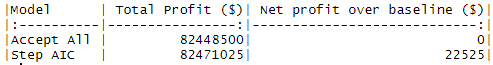 |Model      | Total Profit ($)| Net profit over baseline ($)|
|:----------|----------------:|----------------------------:|
|Accept All |         82448500|                            0|
|Step AIC   |         82471025|                        22525|